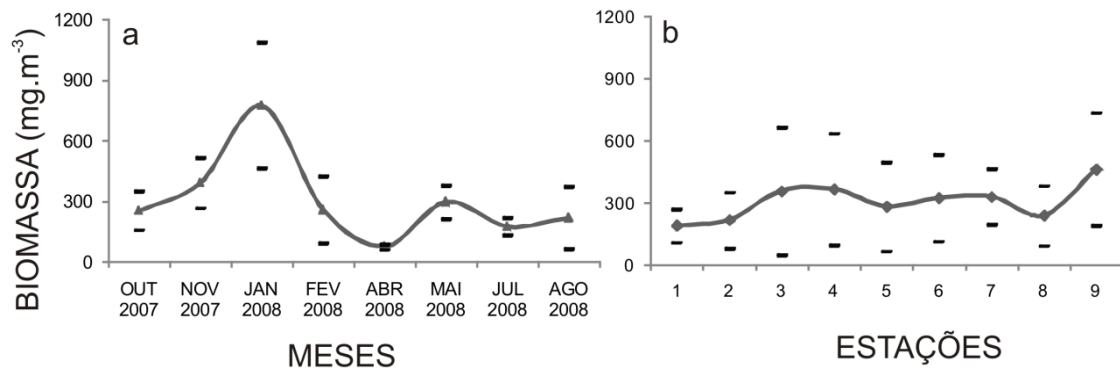 BIOMASSA (mg.m⁻³)
a
1200
900
600
300
0
OUT 2007
NOV 2007
JAN 2008
FEV 2008
ABR 2008
MAI 2008
JUL 2008
AGO 2008
MESES
b
1200
900
600
300
0
1 2 3 4 5 6 7 8 9
ESTAÇÕES